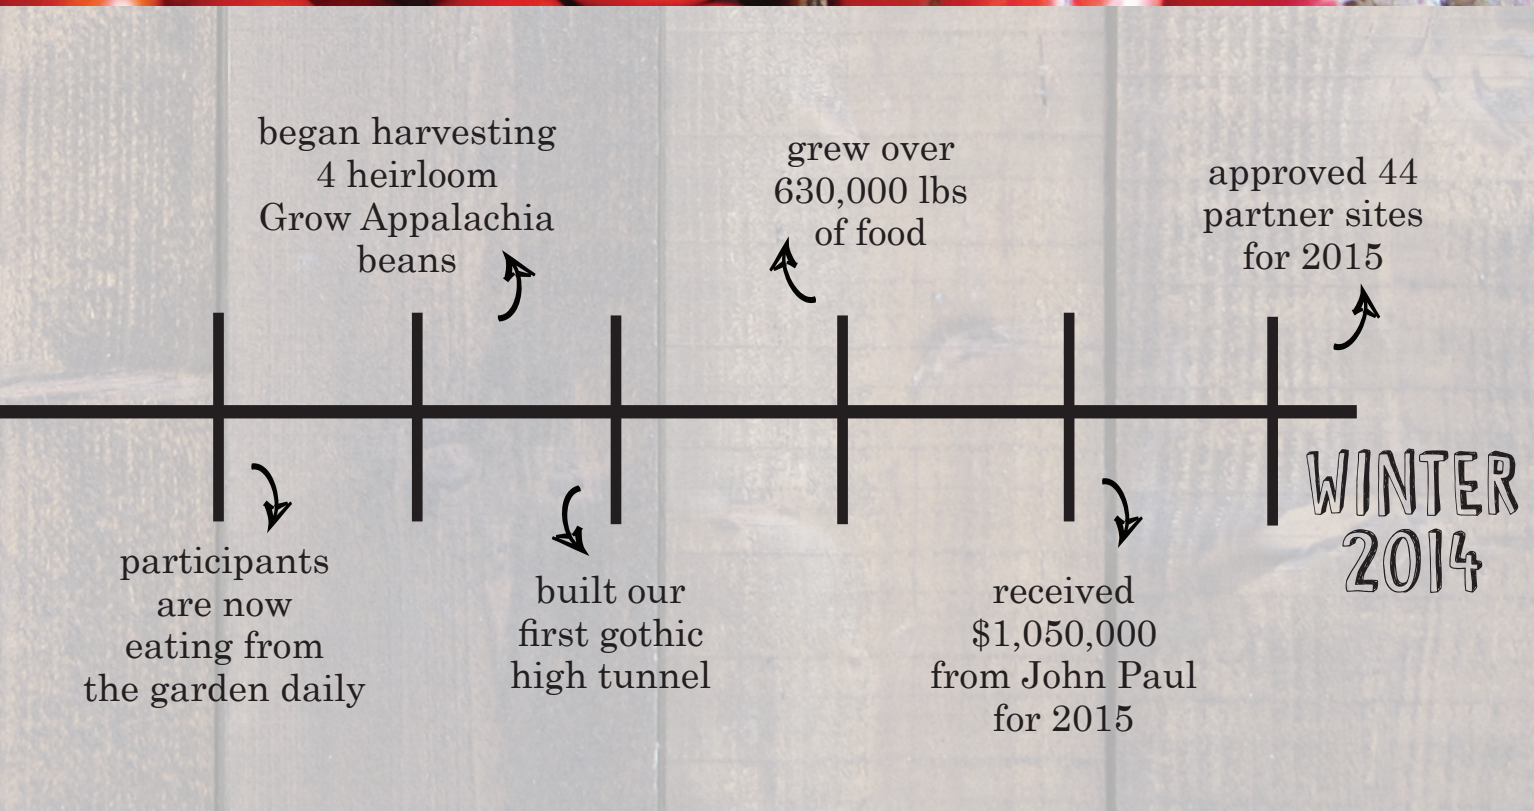 began harvesting
4 heirloom
Grow Appalachia
beans
grew over
630,000 lbs
of food
approved 44
partner sites
for 2015
participants
are now
eating from
the garden daily
built our
first gothic
high tunnel
received
$1,050,000
from John Paul
for 2015
WINTER
2014